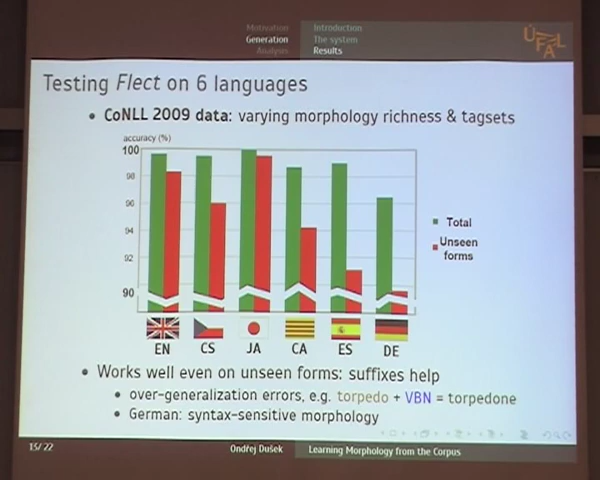 Motivation
Generation
Analysis
Introduction
The system
Results
ÚFAL
Testing Flect on 6 languages
• CoNLL 2009 data: varying morphology richness & tagsets
accuracy (%)
100
98
96
94
92
90
Total
Unseen forms
EN CS JA CA ES DE
• Works well even on unseen forms: suffixes help
• over-generalization errors, e.g. torpedo + VBN = torpedone
• German: syntax-sensitive morphology
13/22
Ondřej Dušek
Learning Morphology from the Corpus